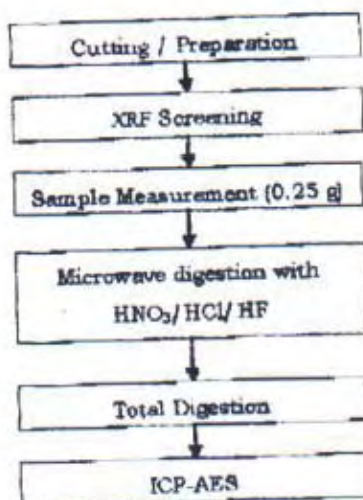 Cutting / Preparation
XRF Screening
Sample Measurement (0.25 g)
Microwave digestion with
HNO₃/HCl/ HF
Total Digestion
ICP-AES